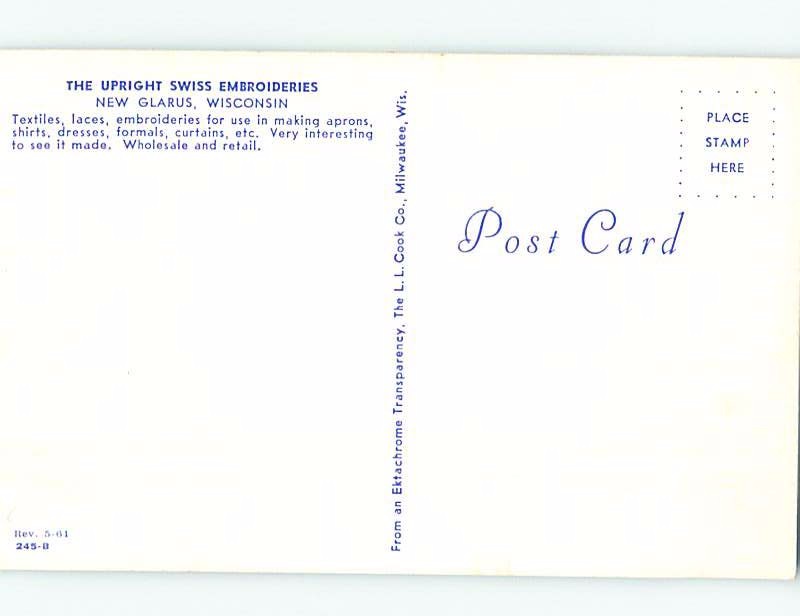 THE UPRIGHT SWISS EMBROIDERIES
NEW GLARUS, WISCONSIN
Textiles, laces, embroideries for use in making aprons,
shirts, dresses, formals, curtains, etc. Very interesting
to see it made. Wholesale and retail.
Rev. 5-61
245-B
From an Ektachrome Transparency, The L. L. Cook Co., Milwaukee, Wis.
PLACE
STAMP
HERE
Post Card